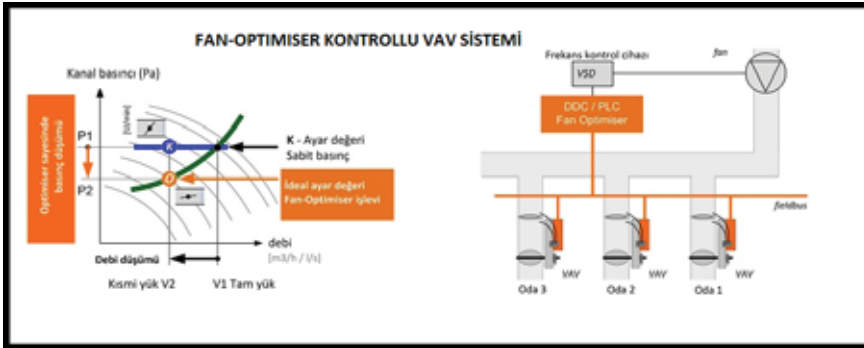 FAN-OPTIMISER KONTROLLU VAV SİSTEMİ
Kanal basıncı (Pa)
Optimiser sayesinde
basınç düşümü
P1
P2
K
O
K - Ayar değeri
Sabit basınç
İdeal ayar değeri
Fan-Optimiser işlevi
debi
[m3/h / l/s]
Debi düşümü
Kısmi yük V2
V1 Tam yük
Frekans kontrol cihazı
VSD
fan
DDC / PLC
Fan Optimiser
fieldbus
VAV
VAV
VAV
Oda 3
Oda 2
Oda 1